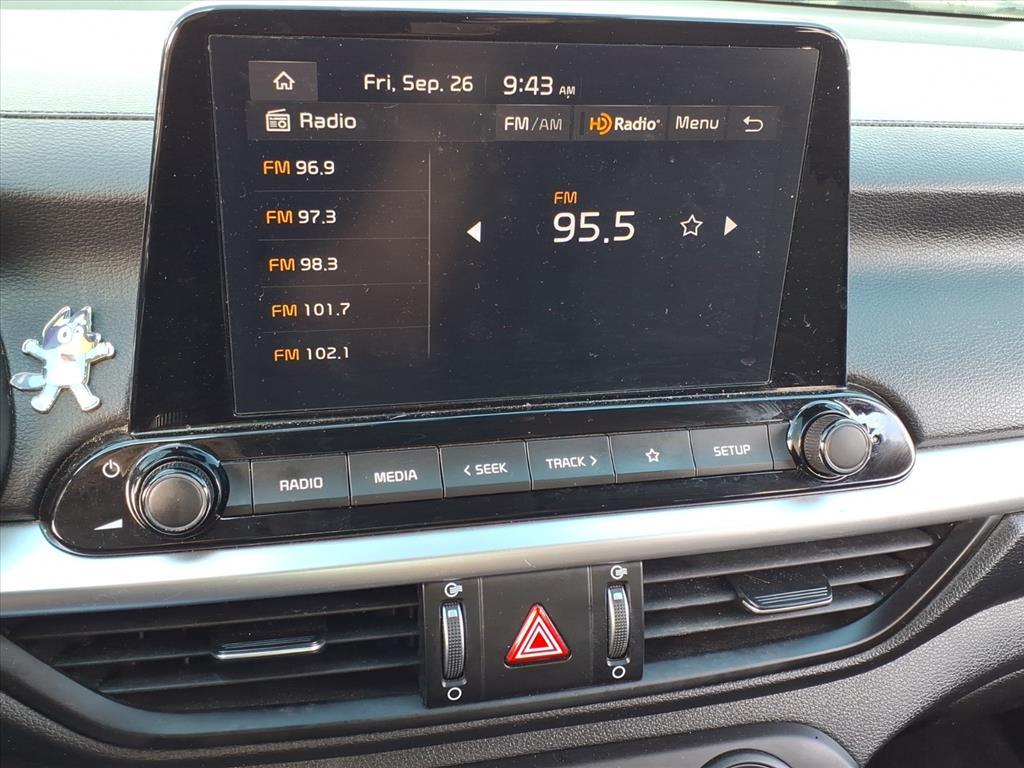 Fri, Sep. 26 9:43 AM
Radio FM/AM HD Radio Menu
FM 96.9
FM 97.3
FM 98.3
FM 101.7
FM 102.1
FM
95.5
RADIO MEDIA < SEEK TRACK > SETUP